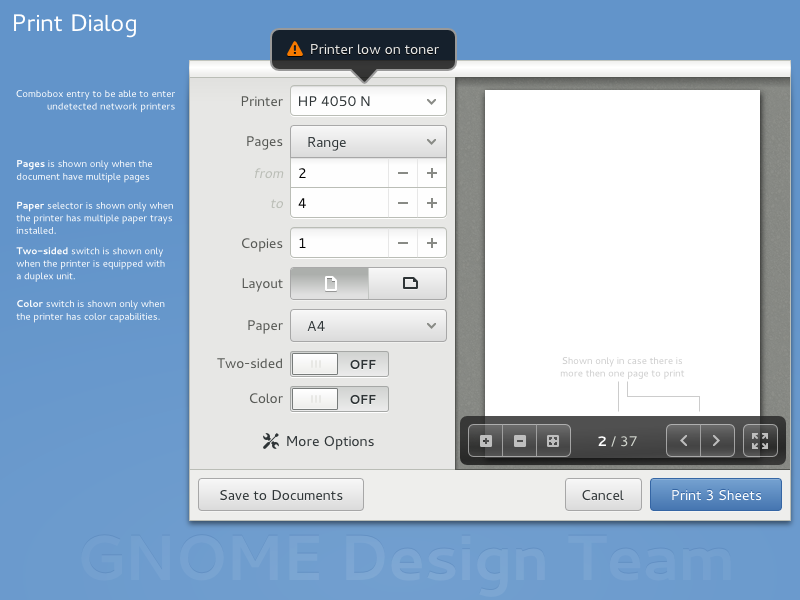 Print Dialog
Printer low on toner
Combobox entry to be able to enter
undetected network printers
Printer HP 4050 N
Pages is shown only when the
document have multiple pages
Pages Range
from 2
to 4
Paper selector is shown only when
the printer has multiple paper trays
installed.
Two-sided switch is shown only
when the printer is equipped with
a duplex unit.
Copies 1
Layout
Color switch is shown only when
the printer has color capabilities.
Paper A4
Two-sided OFF
Color OFF
More Options
Shown only in case there is
more then one page to print
2 / 37
Save to Documents
Cancel
Print 3 Sheets
GNOME Design Team